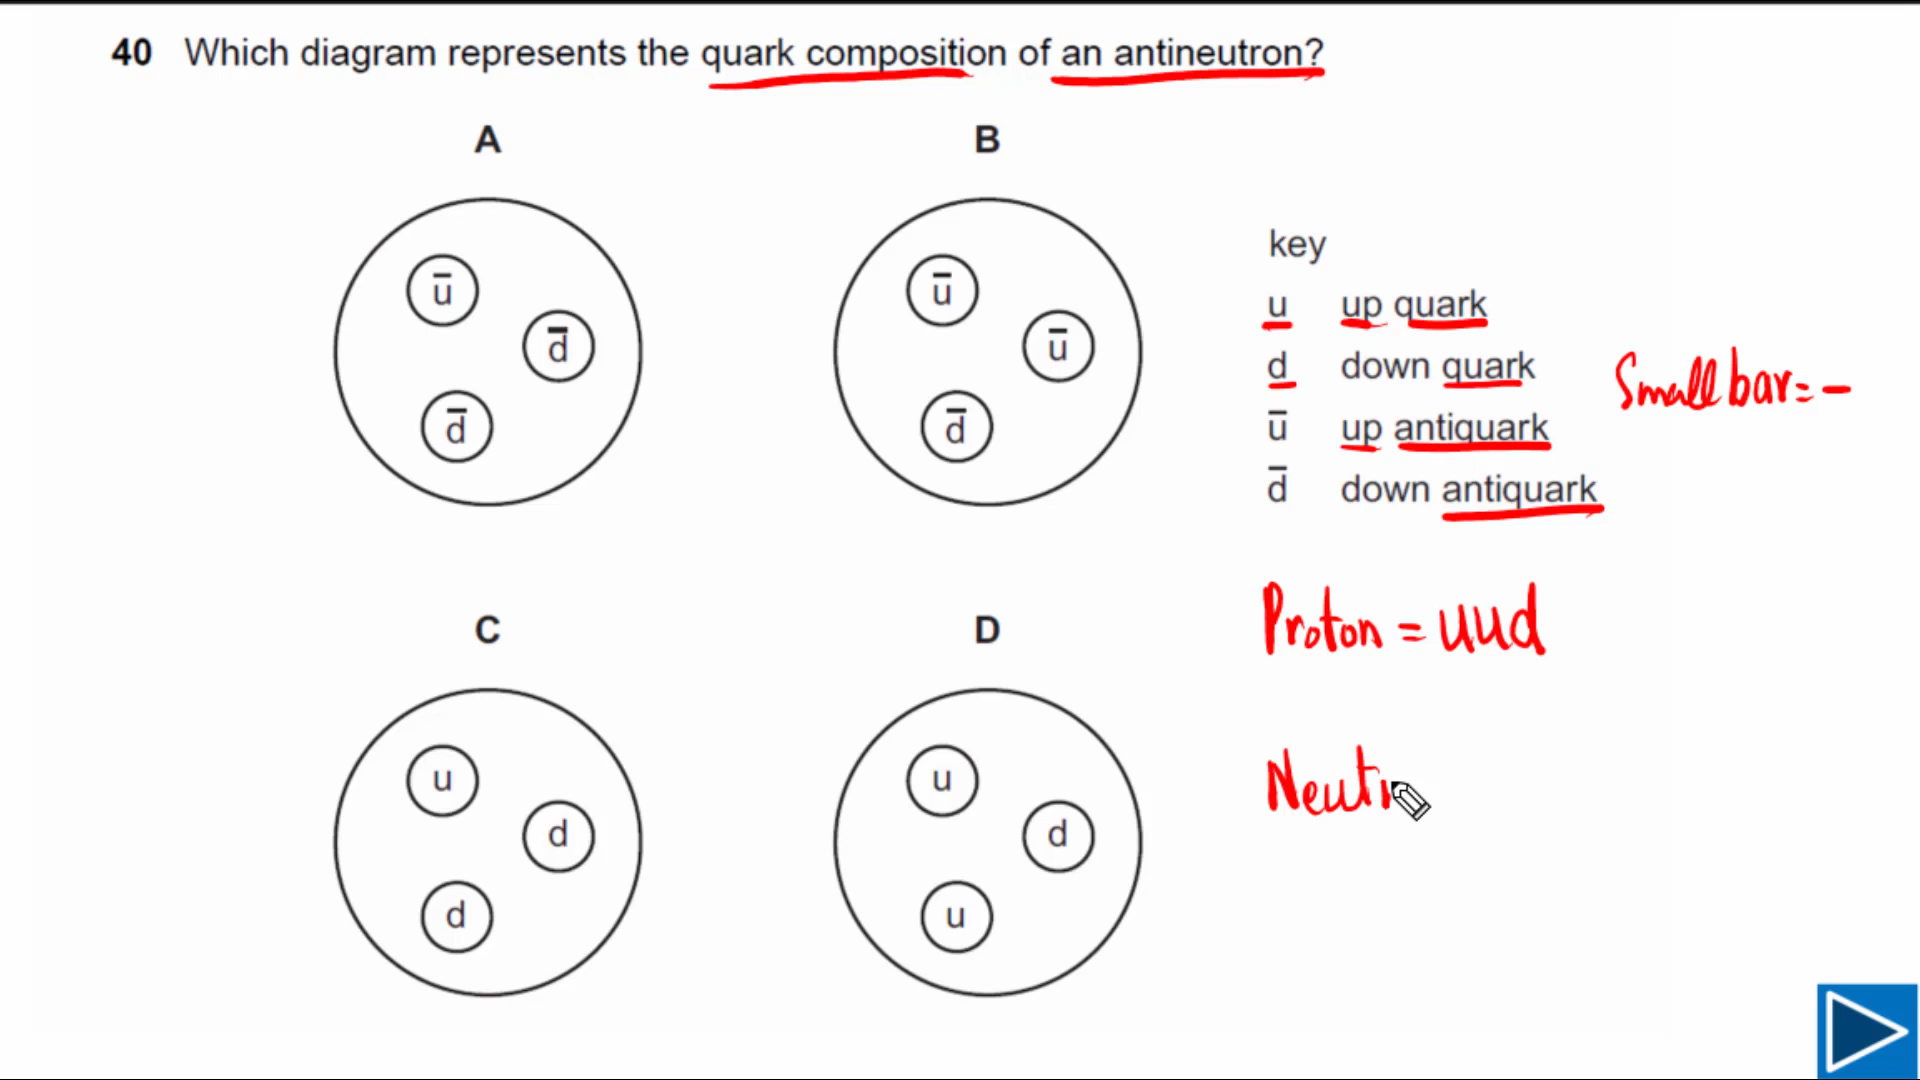 40 Which diagram represents the quark composition of an antineutron?
A
B
u̅
d̅
d̅
u̅
u̅
d̅
key
u up quark
d down quark
u̅ up antiquark
d̅ down antiquark
Small bar = -
Proton = uud
C
D
u
d
d
u
d
u
Neutr